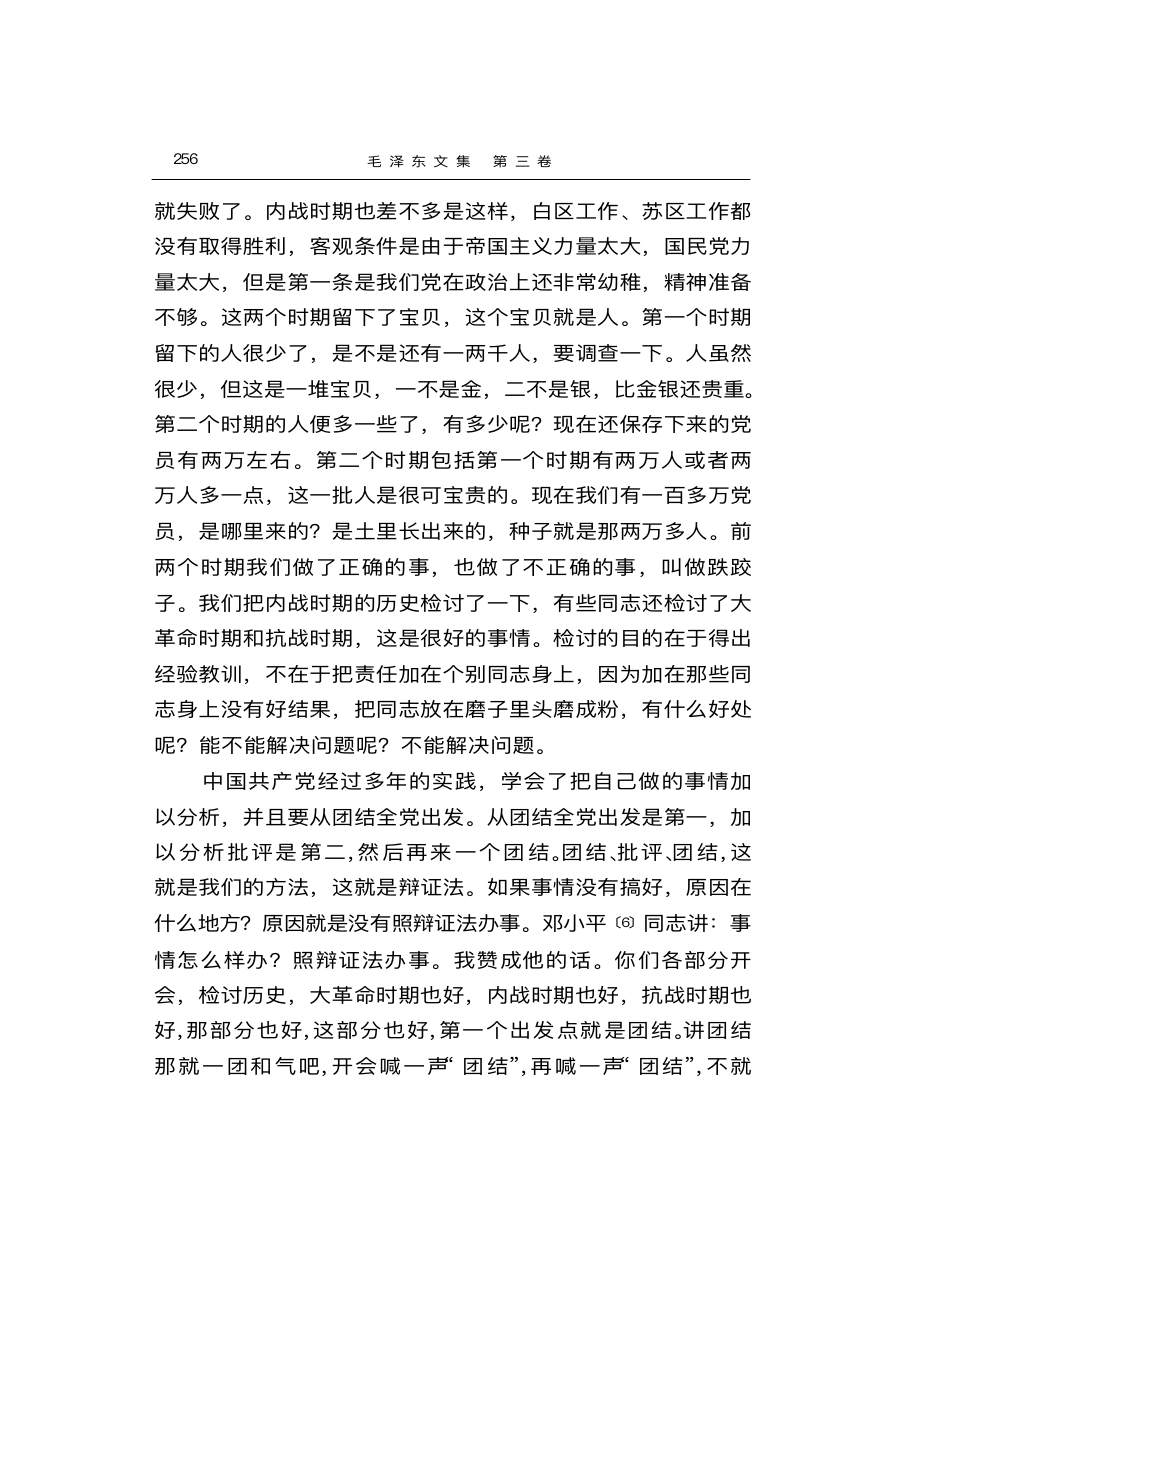 256
毛泽东文集 第三卷
就失败了。内战时期也差不多是这样，白区工作、苏区工作都
没有取得胜利，客观条件是由于帝国主义力量太大，国民党力
量太大，但是第一条是我们党在政治上还非常幼稚，精神准备
不够。这两个时期留下了宝贝，这个宝贝就是人。第一个时期
留下的人很少了，是不是还有一两千人，要调查一下。人虽然
很少，但这是一堆宝贝，一不是金，二不是银，比金银还贵重。
第二个时期的人便多一些了，有多少呢？现在还保存下来的党
员有两万左右。第二个时期包括第一个时期有两万人或者两
万人多一点，这一批人是很可宝贵的。现在我们有一百多万党
员，是哪里来的？是土里长出来的，种子就是那两万多人。前
两个时期我们做了正确的事，也做了不正确的事，叫做跌跤
子。我们把内战时期的历史检讨了一下，有些同志还检讨了大
革命时期和抗战时期，这是很好的事情。检讨的目的在于得出
经验教训，不在于把责任加在个别同志身上，因为加在那些同
志身上没有好结果，把同志放在磨子里头磨成粉，有什么好处
呢？能不能解决问题呢？不能解决问题。
中国共产党经过多年的实践，学会了把自己做的事情加
以分析，并且要从团结全党出发。从团结全党出发是第一，加
以分析批评是第二，然后再来一个团结。团结、批评、团结，这
就是我们的方法，这就是辩证法。如果事情没有搞好，原因在
什么地方？原因就是没有照辩证法办事。邓小平〔6〕同志讲：事
情怎么样办？照辩证法办事。我赞成他的话。你们各部分开
会，检讨历史，大革命时期也好，内战时期也好，抗战时期也
好，那部分也好，这部分也好，第一个出发点就是团结。讲团结
那就一团和气吧，开会喊一声“团结”，再喊一声“团结”，不就